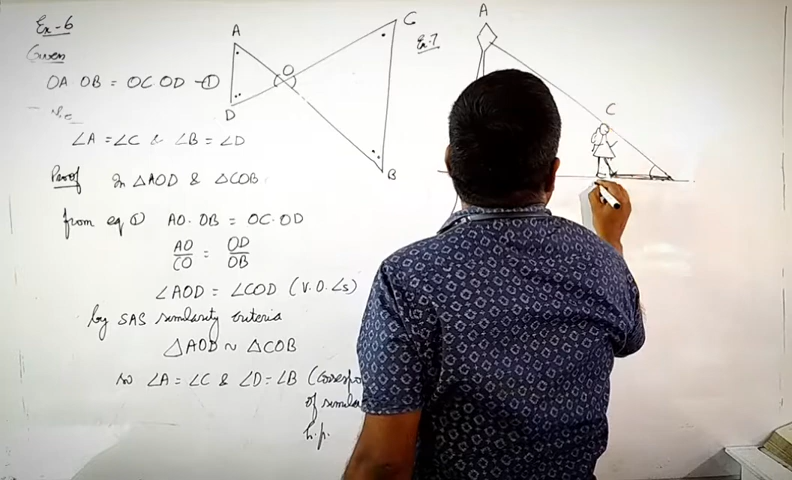 Ex-6
Given
OA OB = OC OD -①
∠A = ∠C & ∠B = ∠D
Proof In △AOD & △COB
from eq ① AO·OB = OC·OD
AO/CO = OD/OB
∠AOD = ∠COD (V.O.∠s)
by SAS similarity criteria
△AOD ~ △COB
so ∠A = ∠C & ∠D = ∠B (Correspo
of simila
h.p.
A
O
D
C
B
Ex-7
A
C